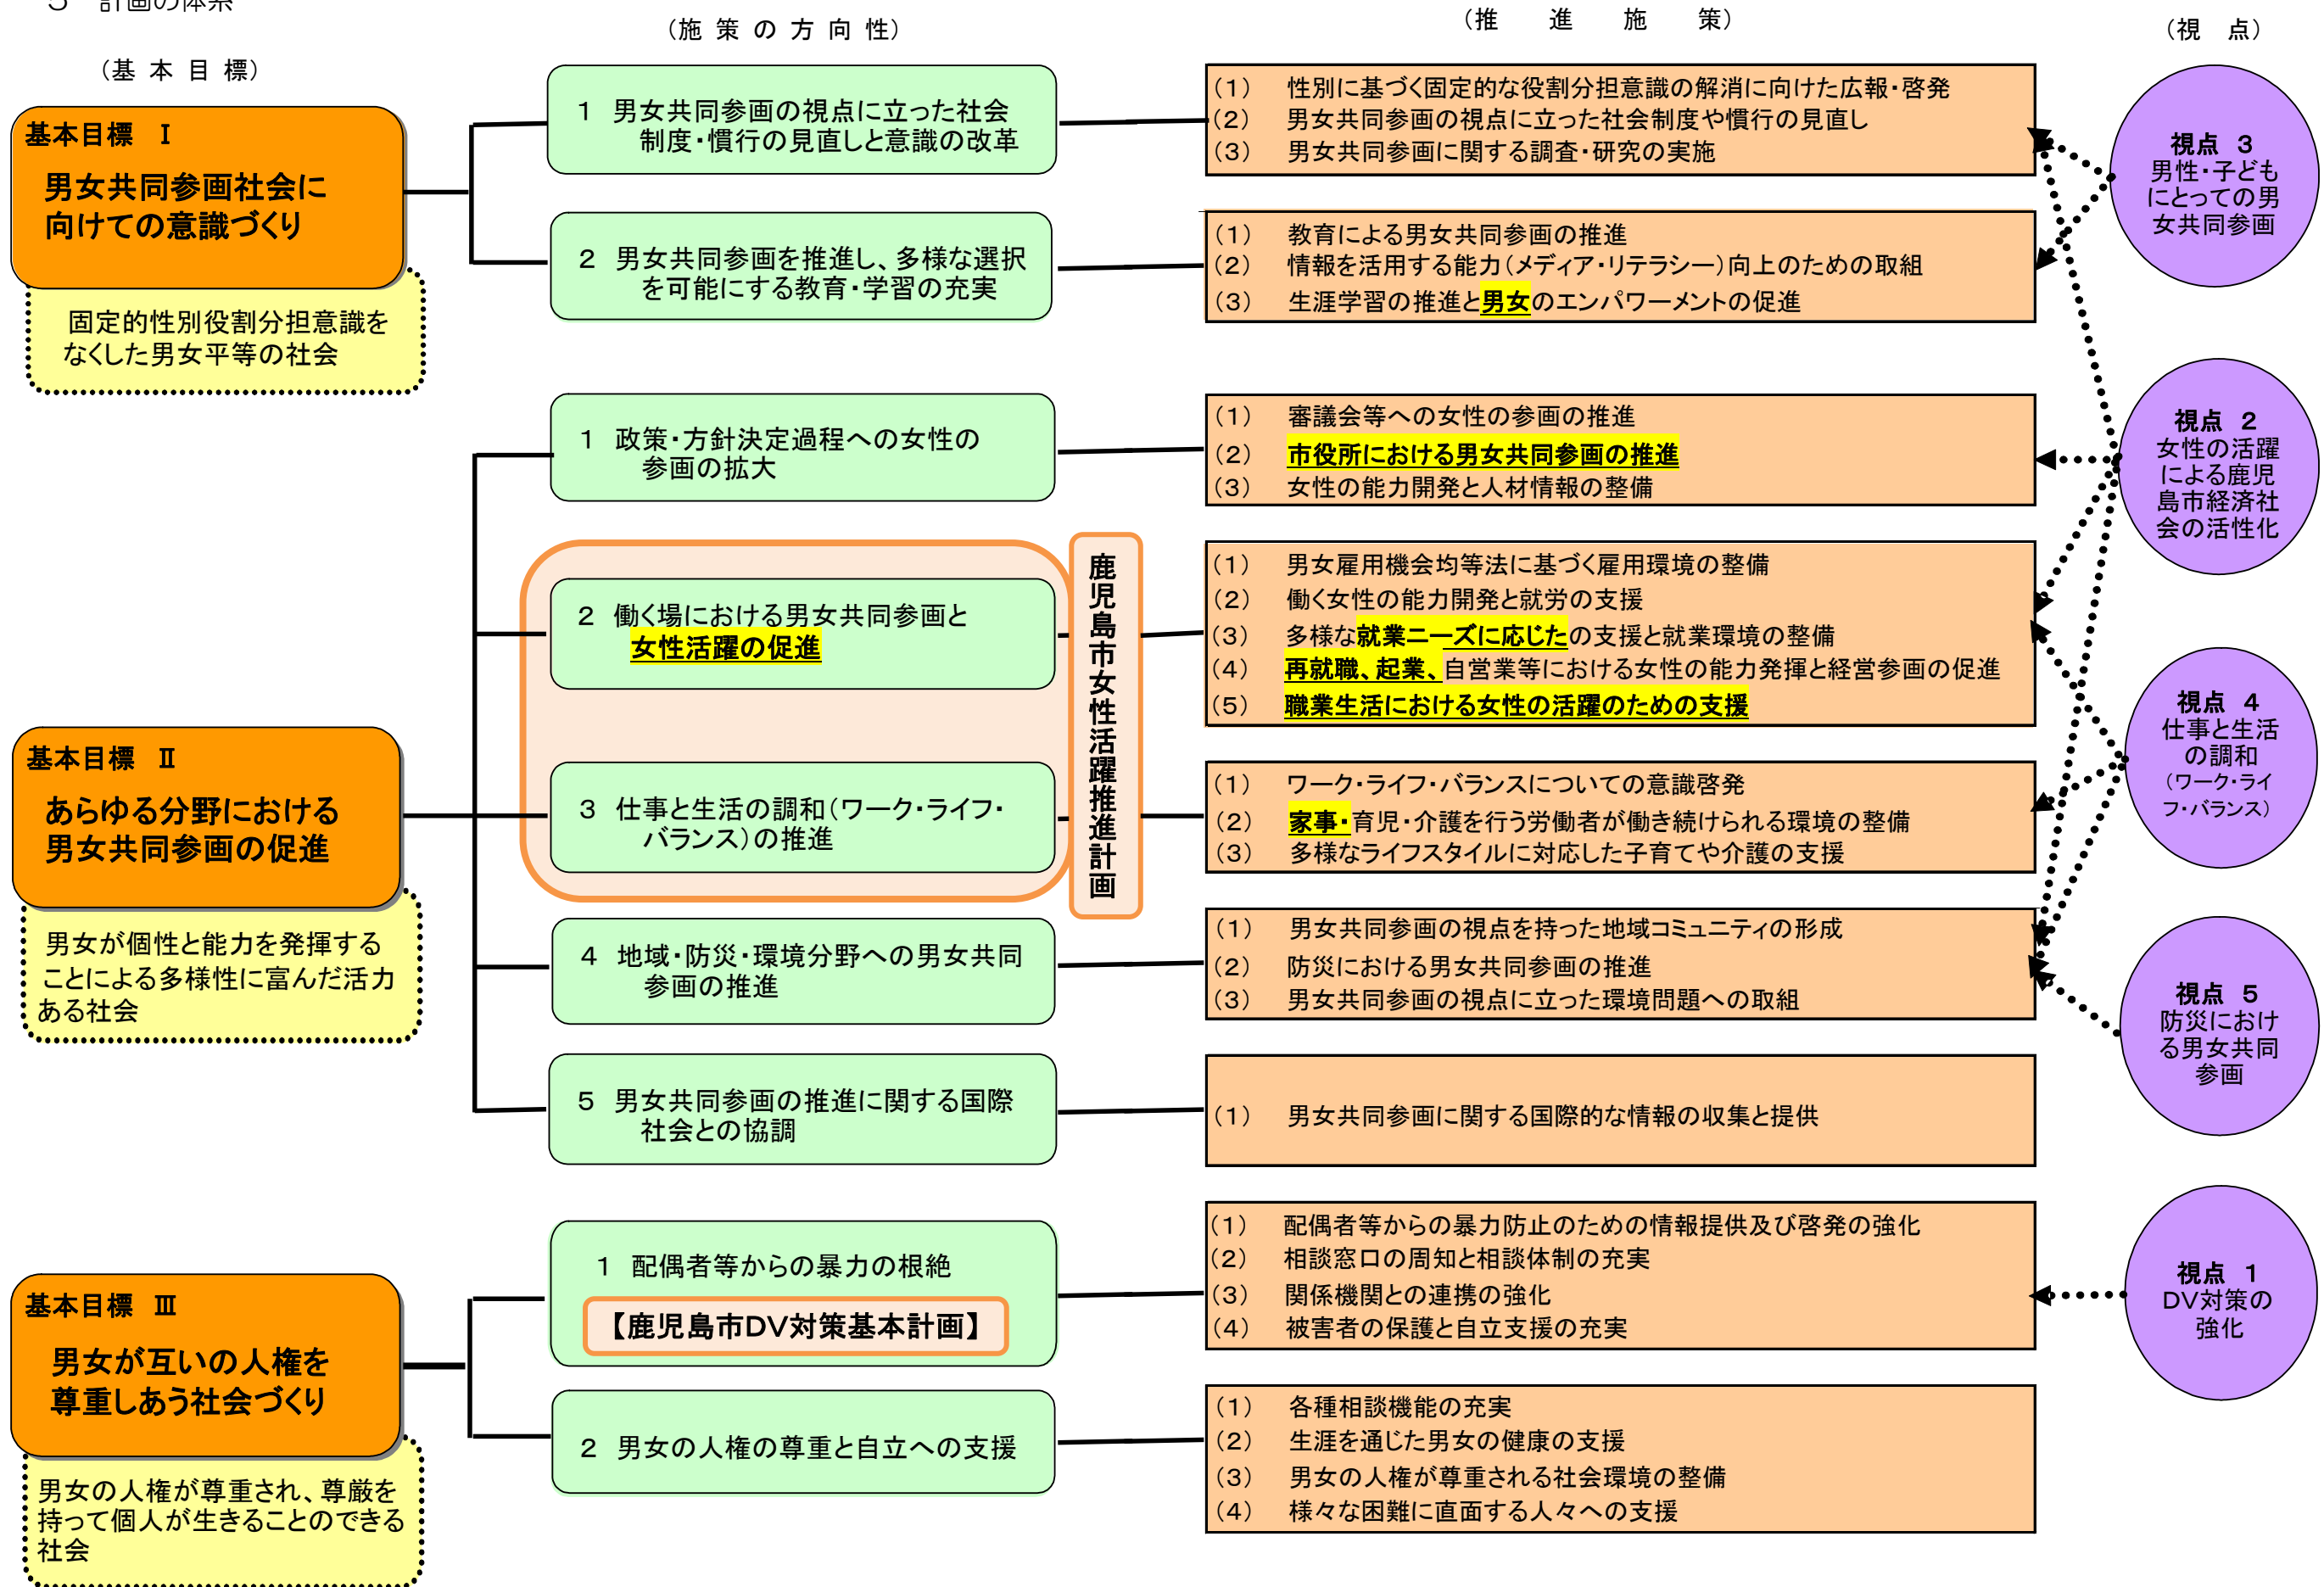 5　計画の体系
（基 本 目 標）
（施 策 の 方 向 性）
（推　進　施　策）
（視　点）
基本目標　Ⅰ
男女共同参画社会に
向けての意識づくり
固定的性別役割分担意識を
なくした男女平等の社会
1　男女共同参画の視点に立った社会
制度・慣行の見直しと意識の改革
（1）　性別に基づく固定的な役割分担意識の解消に向けた広報・啓発
（2）　男女共同参画の視点に立った社会制度や慣行の見直し
（3）　男女共同参画に関する調査・研究の実施
2　男女共同参画を推進し、多様な選択
を可能にする教育・学習の充実
（1）　教育による男女共同参画の推進
（2）　情報を活用する能力（メディア・リテラシー）向上のための取組
（3）　生涯学習の推進と男女のエンパワーメントの促進
基本目標　Ⅱ
あらゆる分野における
男女共同参画の促進
男女が個性と能力を発揮する
ことによる多様性に富んだ活力
ある社会
1　政策・方針決定過程への女性の
参画の拡大
（1）　審議会等への女性の参画の推進
（2）　市役所における男女共同参画の推進
（3）　女性の能力開発と人材情報の整備
鹿児島市女性活躍推進計画
2　働く場における男女共同参画と
女性活躍の促進
（1）　男女雇用機会均等法に基づく雇用環境の整備
（2）　働く女性の能力開発と就労の支援
（3）　多様な就業ニーズに応じたの支援と就業環境の整備
（4）　再就職、起業、自営業等における女性の能力発揮と経営参画の促進
（5）　職業生活における女性の活躍のための支援
3　仕事と生活の調和（ワーク・ライフ・
バランス）の推進
（1）　ワーク・ライフ・バランスについての意識啓発
（2）　家事・育児・介護を行う労働者が働き続けられる環境の整備
（3）　多様なライフスタイルに対応した子育てや介護の支援
4　地域・防災・環境分野への男女共同
参画の推進
（1）　男女共同参画の視点を持った地域コミュニティの形成
（2）　防災における男女共同参画の推進
（3）　男女共同参画の視点に立った環境問題への取組
5　男女共同参画の推進に関する国際
社会との協調
（1）　男女共同参画に関する国際的な情報の収集と提供
基本目標　Ⅲ
男女が互いの人権を
尊重しあう社会づくり
男女の人権が尊重され、尊厳を
持って個人が生きることのできる
社会
1　配偶者等からの暴力の根絶
【鹿児島市DV対策基本計画】
（1）　配偶者等からの暴力防止のための情報提供及び啓発の強化
（2）　相談窓口の周知と相談体制の充実
（3）　関係機関との連携の強化
（4）　被害者の保護と自立支援の充実
2　男女の人権の尊重と自立への支援
（1）　各種相談機能の充実
（2）　生涯を通じた男女の健康の支援
（3）　男女の人権が尊重される社会環境の整備
（4）　様々な困難に直面する人々への支援
視点　3
男性・子ども
にとっての男
女共同参画
視点　2
女性の活躍
による鹿児
島市経済社
会の活性化
視点　4
仕事と生活
の調和
（ワーク・ライ
フ・バランス）
視点　5
防災におけ
る男女共同
参画
視点　1
DV対策の
強化